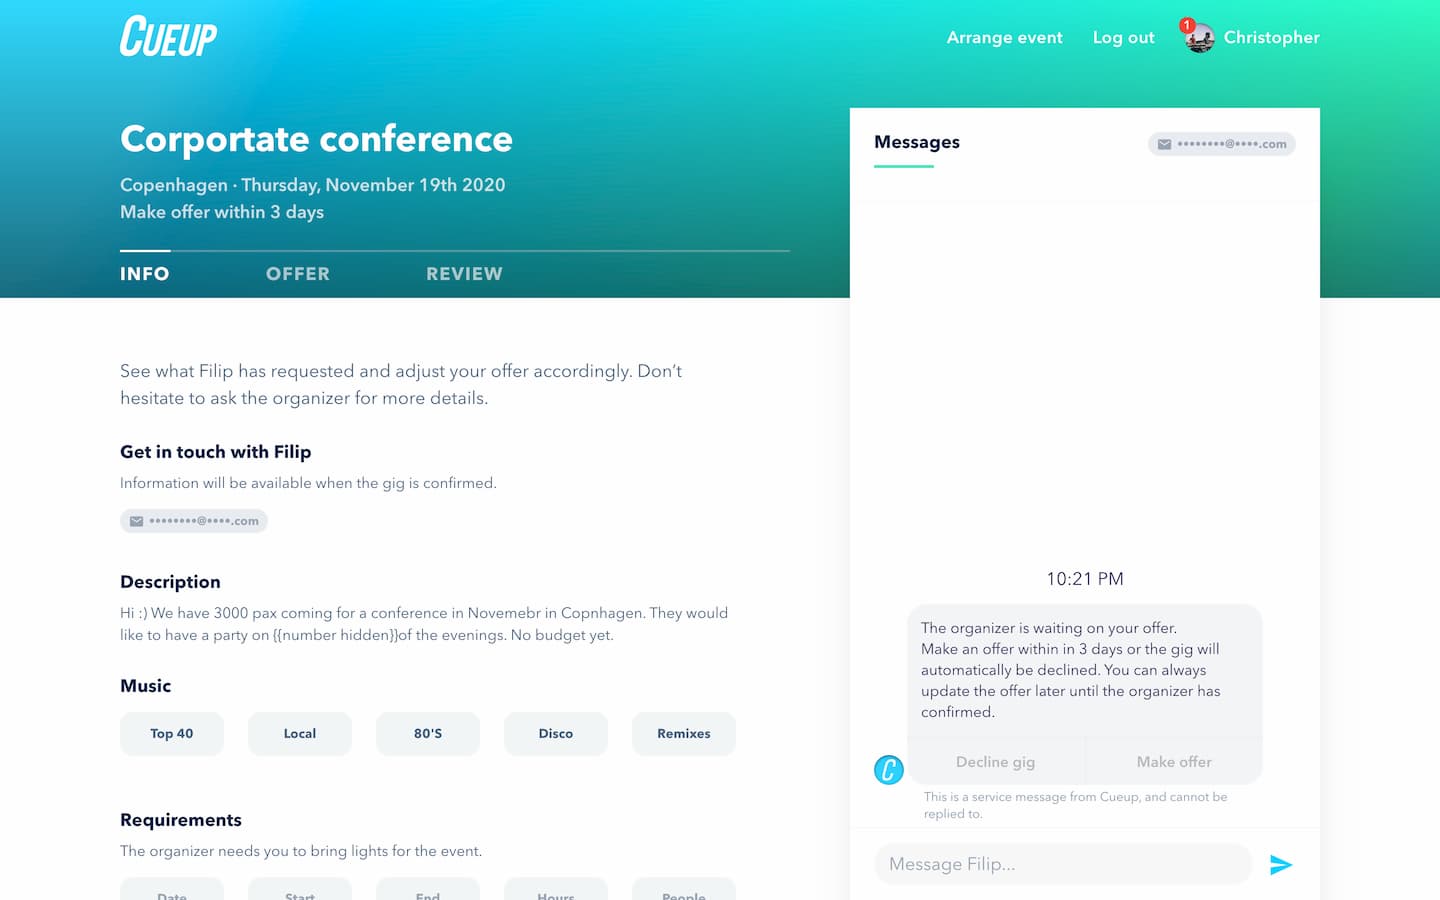 CUEUP
Arrange event
Log out
1
Christopher
Corportate conference
Copenhagen · Thursday, November 19th 2020
Make offer within 3 days
INFO
OFFER
REVIEW
See what Filip has requested and adjust your offer accordingly. Don’t
hesitate to ask the organizer for more details.
Get in touch with Filip
Information will be available when the gig is confirmed.
••••••••@••••.com
Description
Hi :) We have 3000 pax coming for a conference in Novemebr in Copnhagen. They would
like to have a party on {{number hidden}}of the evenings. No budget yet.
Music
Top 40
Local
80'S
Disco
Remixes
Requirements
The organizer needs you to bring lights for the event.
Date
Start
End
Hours
People
Messages
••••••••@••••.com
10:21 PM
The organizer is waiting on your offer.
Make an offer within in 3 days or the gig will
automatically be declined. You can always
update the offer later until the organizer has
confirmed.
Decline gig
Make offer
C
This is a service message from Cueup, and cannot be
replied to.
Message Filip...